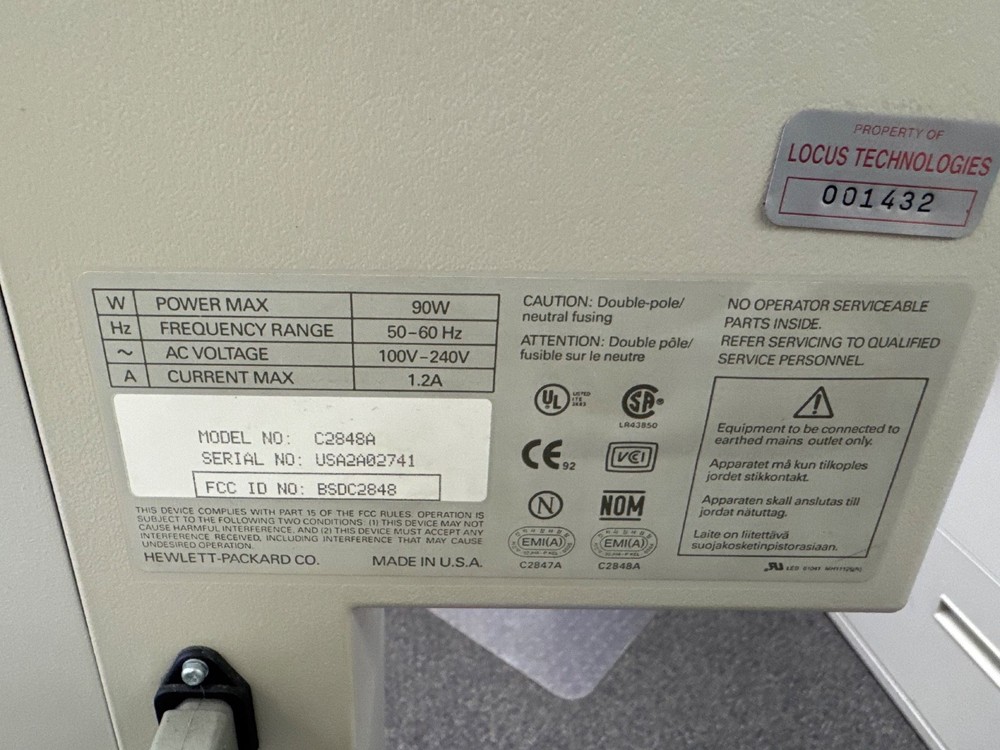 PROPERTY OF
LOCUS TECHNOLOGIES
001432
W POWER MAX 90W
Hz FREQUENCY RANGE 50-60 Hz
~ AC VOLTAGE 100V-240V
A CURRENT MAX 1.2A
MODEL NO: C2848A
SERIAL NO: USA2A02741
FCC ID NO: BSDC2848
THIS DEVICE COMPLIES WITH PART 15 OF THE FCC RULES. OPERATION IS
SUBJECT TO THE FOLLOWING TWO CONDITIONS: (1) THIS DEVICE MAY NOT
CAUSE HARMFUL INTERFERENCE, AND (2) THIS DEVICE MUST ACCEPT ANY
INTERFERENCE RECEIVED, INCLUDING INTERFERENCE THAT MAY CAUSE
UNDESIRED OPERATION.
HEWLETT-PACKARD CO. MADE IN U.S.A.
CAUTION: Double-pole/
neutral fusing
ATTENTION: Double pôle/
fusible sur le neutre
UL LISTED
SA
LR43850
CE 92
VCI
N
NOM
EMI(A)
EMI(A)
C2847A
C2848A
NO OPERATOR SERVICEABLE
PARTS INSIDE.
REFER SERVICING TO QUALIFIED
SERVICE PERSONNEL.
Equipment to be connected to
earthed mains outlet only.
Apparatet må kun tilkoples
jordet stikkontakt.
Apparaten skall anslutas till
jordat nätuttag.
Laite on liitettävä
suojakosketinpistorasiaan.